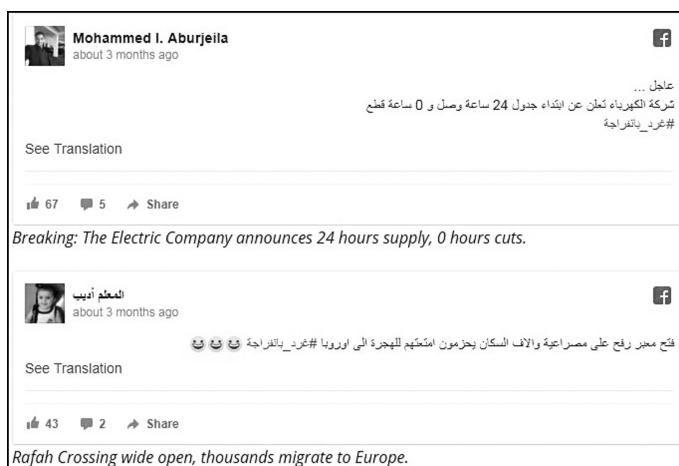 Mohammed I. Aburjeila
about 3 months ago
عاجل ...
شركة الكهرباء تعلن عن ابتداء جدول 24 ساعة وصل و 0 ساعة قطع
#غرد_بانفراجة
See Translation
67 5 Share
Breaking: The Electric Company announces 24 hours supply, 0 hours cuts.
المعلم أديب
about 3 months ago
فتح معبر رفح على مصراعية والاف السكان يحزمون امتعتهم للهجرة الى اوروبا #غرد_بانفراجة 😀😀😀
See Translation
43 2 Share
Rafah Crossing wide open, thousands migrate to Europe.